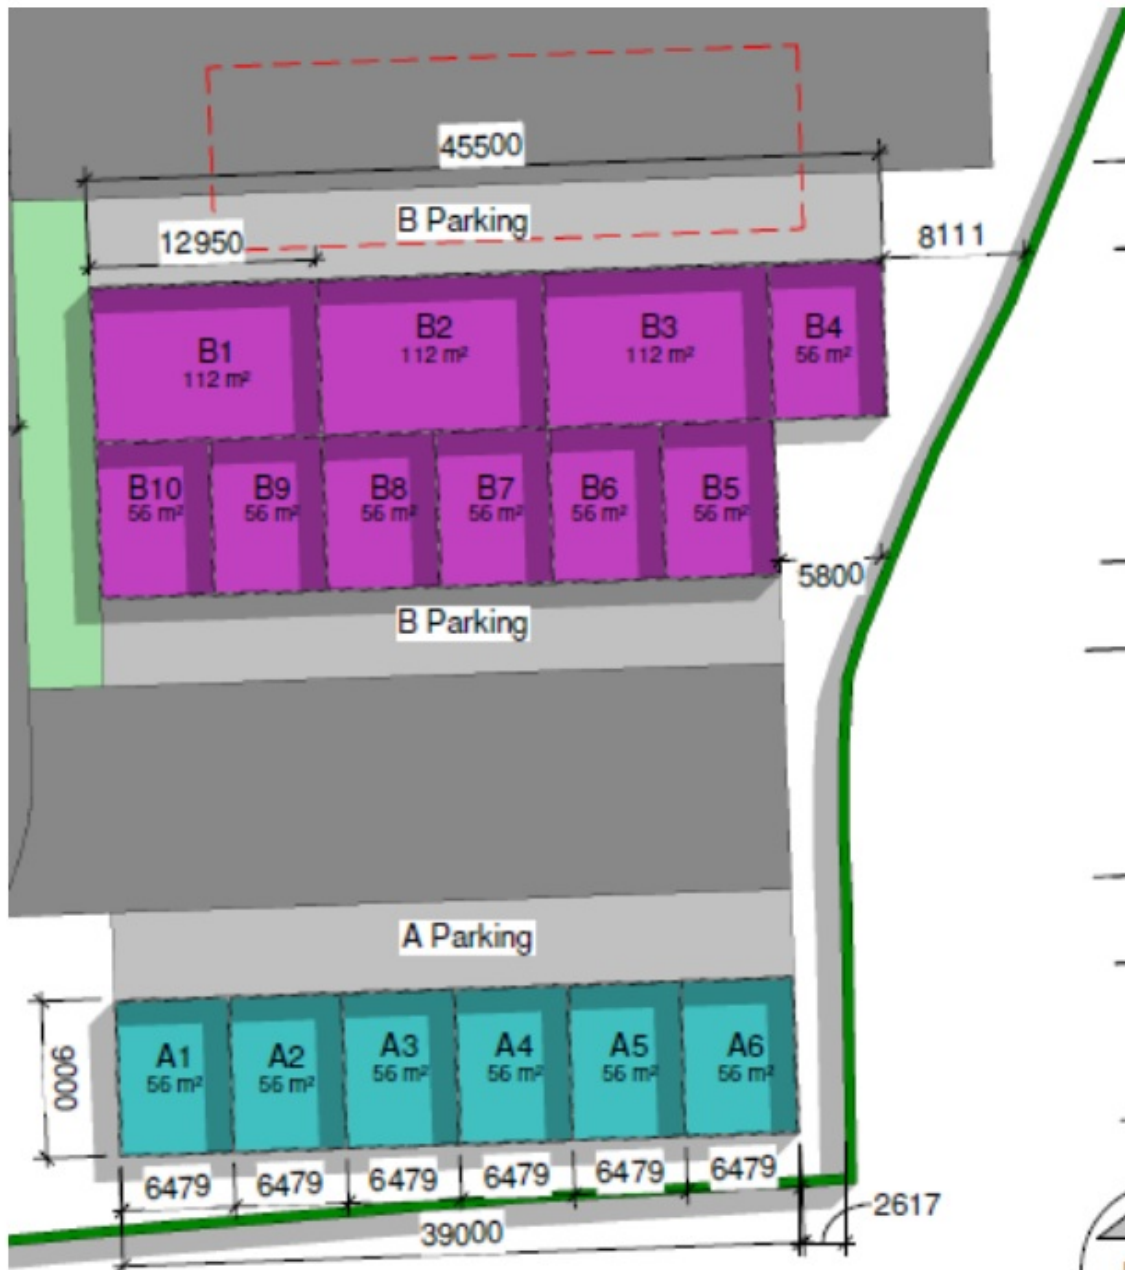 45500
B Parking
12950
8111
B1
112 m²
B2
112 m²
B3
112 m²
B4
56 m²
B10
56 m²
B9
56 m²
B8
56 m²
B7
56 m²
B6
56 m²
B5
56 m²
5800
B Parking
A Parking
9000
A1
56 m²
A2
56 m²
A3
56 m²
A4
56 m²
A5
56 m²
A6
56 m²
6479 6479 6479 6479 6479 6479
2617
39000